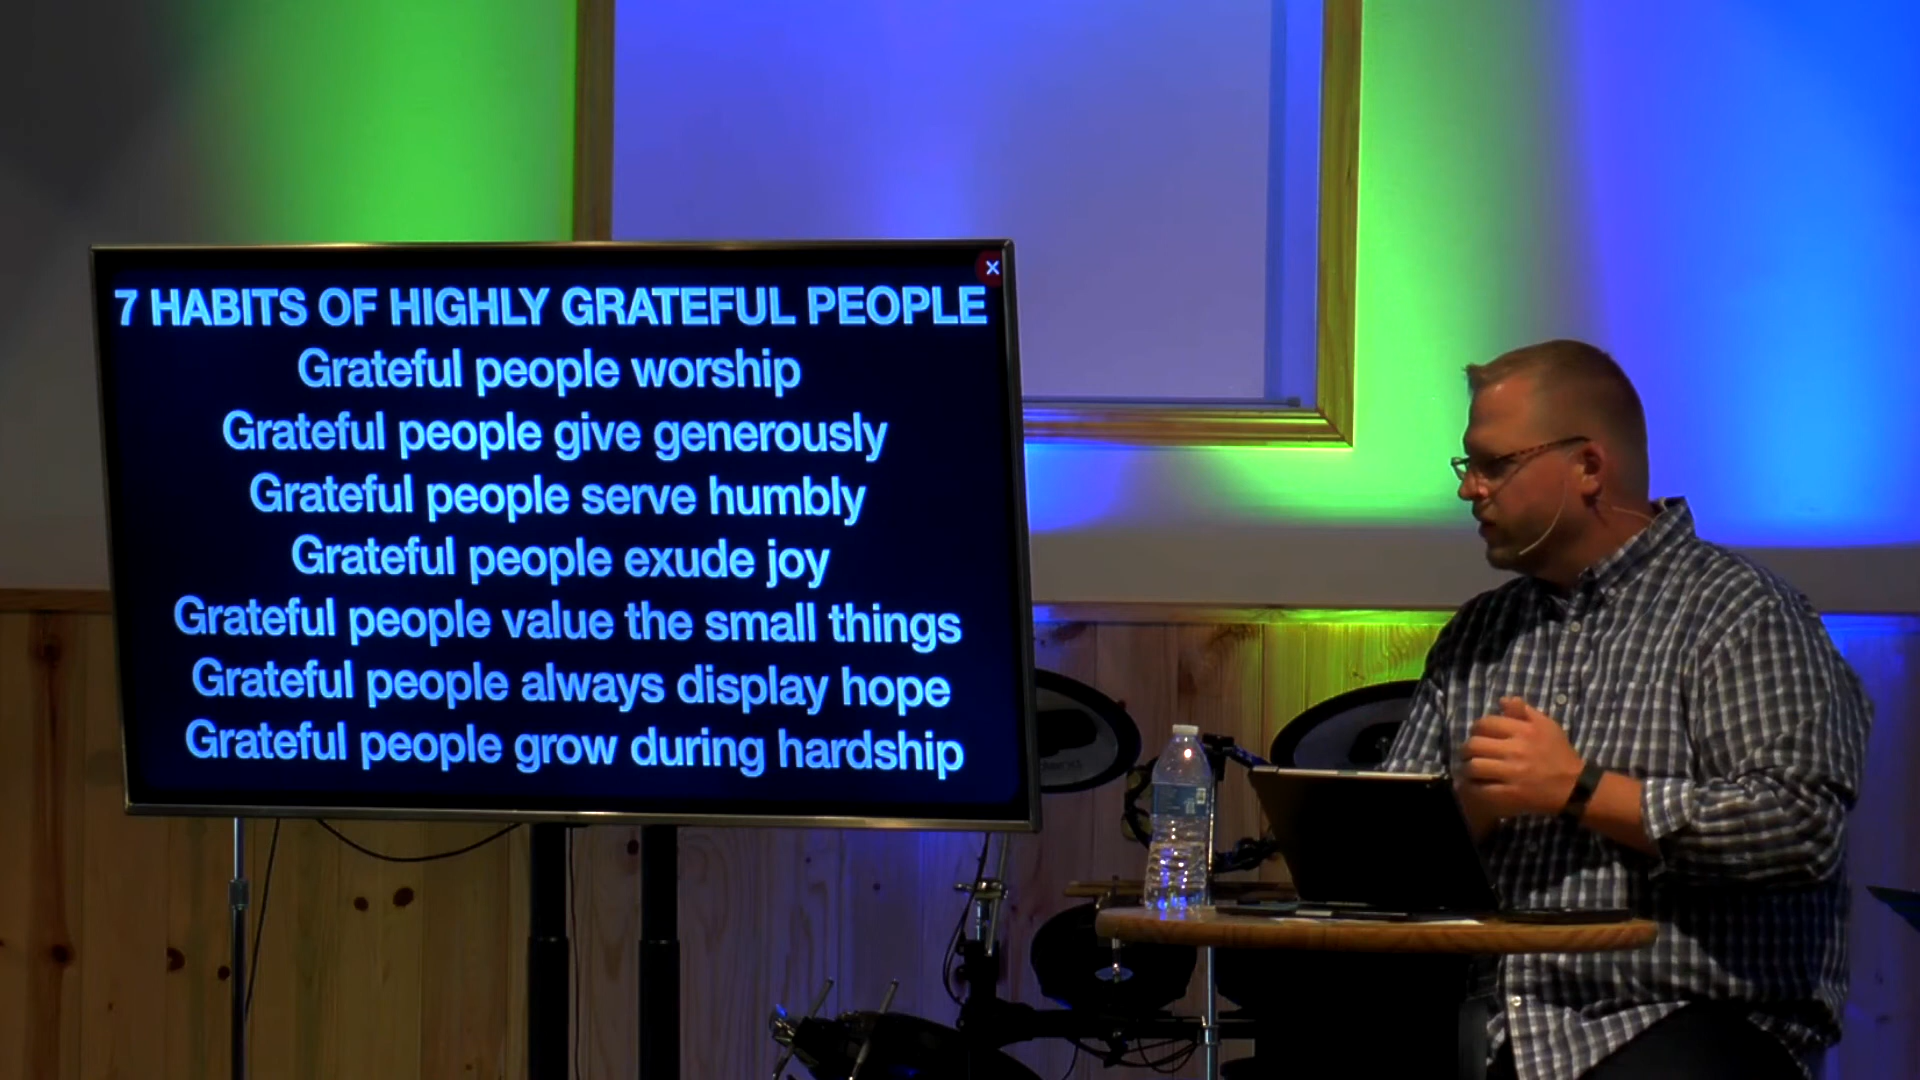 7 HABITS OF HIGHLY GRATEFUL PEOPLE
Grateful people worship
Grateful people give generously
Grateful people serve humbly
Grateful people exude joy
Grateful people value the small things
Grateful people always display hope
Grateful people grow during hardship